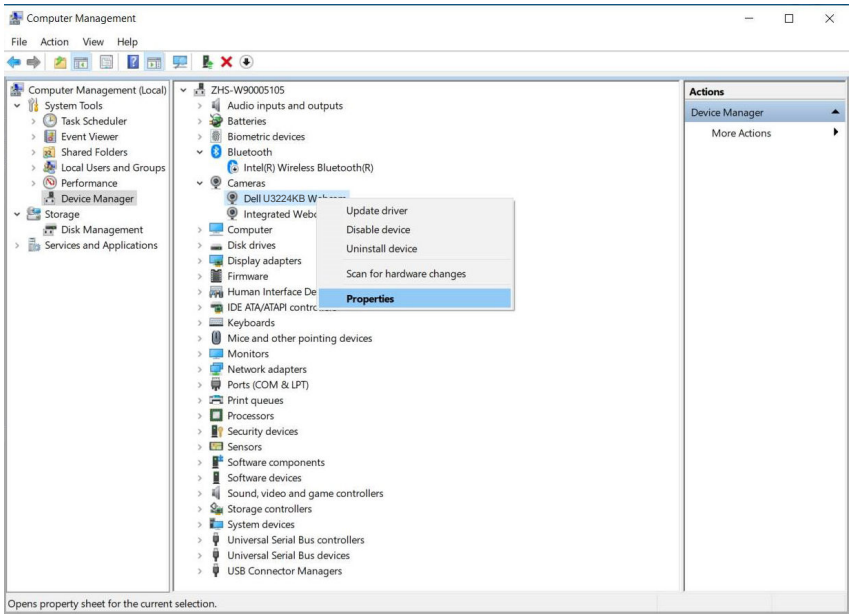 Computer Management
File Action View Help
Computer Management (Local)
System Tools
Task Scheduler
Event Viewer
Shared Folders
Local Users and Groups
Performance
Device Manager
Storage
Disk Management
Services and Applications
ZHS-W90005105
Audio inputs and outputs
Batteries
Biometric devices
Bluetooth
Intel(R) Wireless Bluetooth(R)
Cameras
Dell U3224KB Webcam
Integrated Webc
Computer
Disk drives
Display adapters
Firmware
Human Interface De
IDE ATA/ATAPI controllers
Keyboards
Mice and other pointing devices
Monitors
Network adapters
Ports (COM & LPT)
Print queues
Processors
Security devices
Sensors
Software components
Software devices
Sound, video and game controllers
Storage controllers
System devices
Universal Serial Bus controllers
Universal Serial Bus devices
USB Connector Managers
Update driver
Disable device
Uninstall device
Scan for hardware changes
Properties
Actions
Device Manager
More Actions
Opens property sheet for the current selection.